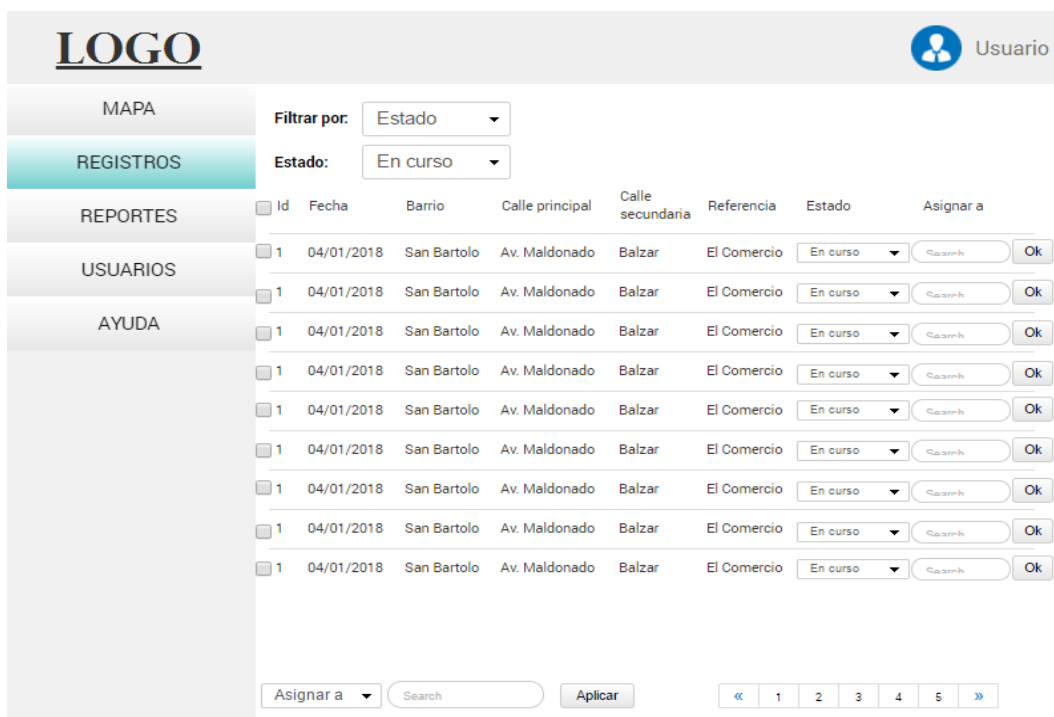 LOGO
Usuario
MAPA
REGISTROS
REPORTES
USUARIOS
AYUDA
Filtrar por: Estado
Estado: En curso
Id Fecha Barrio Calle principal Calle secundaria Referencia Estado Asignar a
1 04/01/2018 San Bartolo Av. Maldonado Balzar El Comercio En curso Search Ok
1 04/01/2018 San Bartolo Av. Maldonado Balzar El Comercio En curso Search Ok
1 04/01/2018 San Bartolo Av. Maldonado Balzar El Comercio En curso Search Ok
1 04/01/2018 San Bartolo Av. Maldonado Balzar El Comercio En curso Search Ok
1 04/01/2018 San Bartolo Av. Maldonado Balzar El Comercio En curso Search Ok
1 04/01/2018 San Bartolo Av. Maldonado Balzar El Comercio En curso Search Ok
1 04/01/2018 San Bartolo Av. Maldonado Balzar El Comercio En curso Search Ok
1 04/01/2018 San Bartolo Av. Maldonado Balzar El Comercio En curso Search Ok
1 04/01/2018 San Bartolo Av. Maldonado Balzar El Comercio En curso Search Ok
Asignar a Search Aplicar « 1 2 3 4 5 »